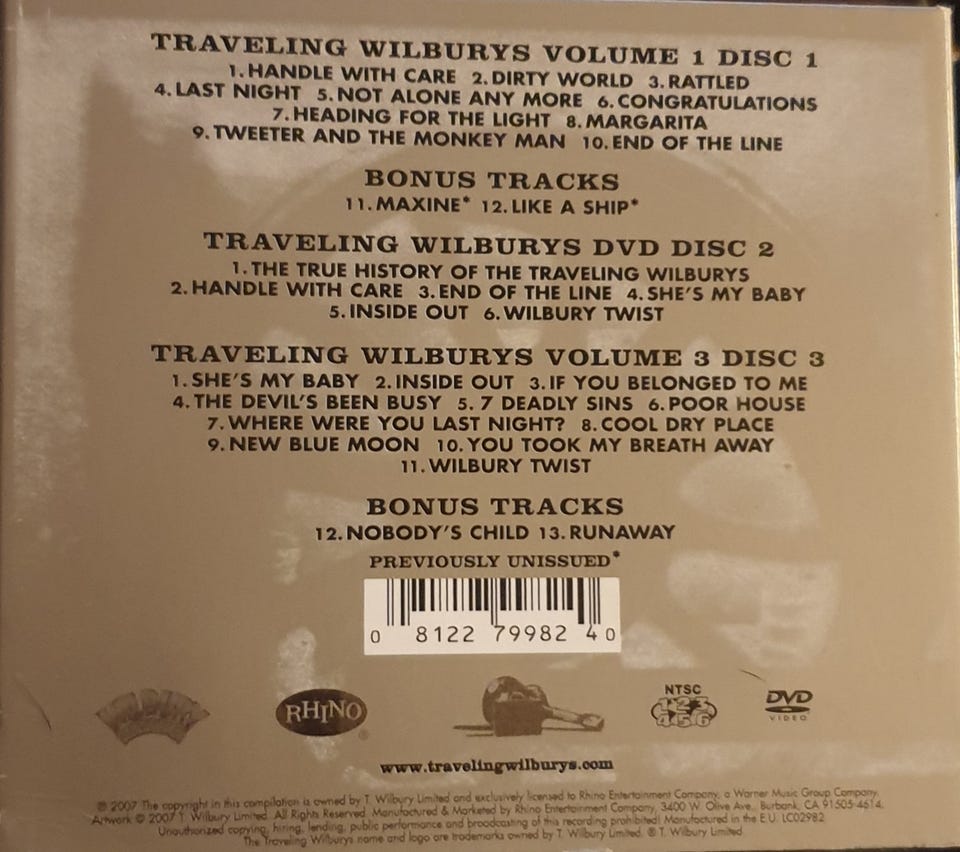 TRAVELING WILBURYS VOLUME 1 DISC 1
1. HANDLE WITH CARE 2. DIRTY WORLD 3. RATTLED
4. LAST NIGHT 5. NOT ALONE ANY MORE 6. CONGRATULATIONS
7. HEADING FOR THE LIGHT 8. MARGARITA
9. TWEETER AND THE MONKEY MAN 10. END OF THE LINE
BONUS TRACKS
11. MAXINE* 12. LIKE A SHIP*
TRAVELING WILBURYS DVD DISC 2
1. THE TRUE HISTORY OF THE TRAVELING WILBURYS
2. HANDLE WITH CARE 3. END OF THE LINE 4. SHE'S MY BABY
5. INSIDE OUT 6. WILBURY TWIST
TRAVELING WILBURYS VOLUME 3 DISC 3
1. SHE'S MY BABY 2. INSIDE OUT 3. IF YOU BELONGED TO ME
4. THE DEVIL'S BEEN BUSY 5. 7 DEADLY SINS 6. POOR HOUSE
7. WHERE WERE YOU LAST NIGHT? 8. COOL DRY PLACE
9. NEW BLUE MOON 10. YOU TOOK MY BREATH AWAY
11. WILBURY TWIST
BONUS TRACKS
12. NOBODY'S CHILD 13. RUNAWAY
PREVIOUSLY UNISSUED*
0 8122 79982 4 0
WILBURY
RHINO ®
NTSC
1 2 3
4 5 6
DVD
VIDEO
www.travelingwilburys.com
℗ 2007 The copyright in this compilation is owned by T. Wilbury Limited and exclusively licensed to Rhino Entertainment Company, a Warner Music Group Company.
Artwork © 2007 T. Wilbury Limited. All Rights Reserved. Manufactured & Marketed by Rhino Entertainment Company, 3400 W. Olive Ave., Burbank, CA 91505-4614.
Unauthorized copying, hiring, lending, public performance and broadcasting of this recording prohibited! Manufactured in the E.U. LC02982
The Traveling Wilburys name and logo are trademarks owned by T. Wilbury Limited. ® T. Wilbury Limited